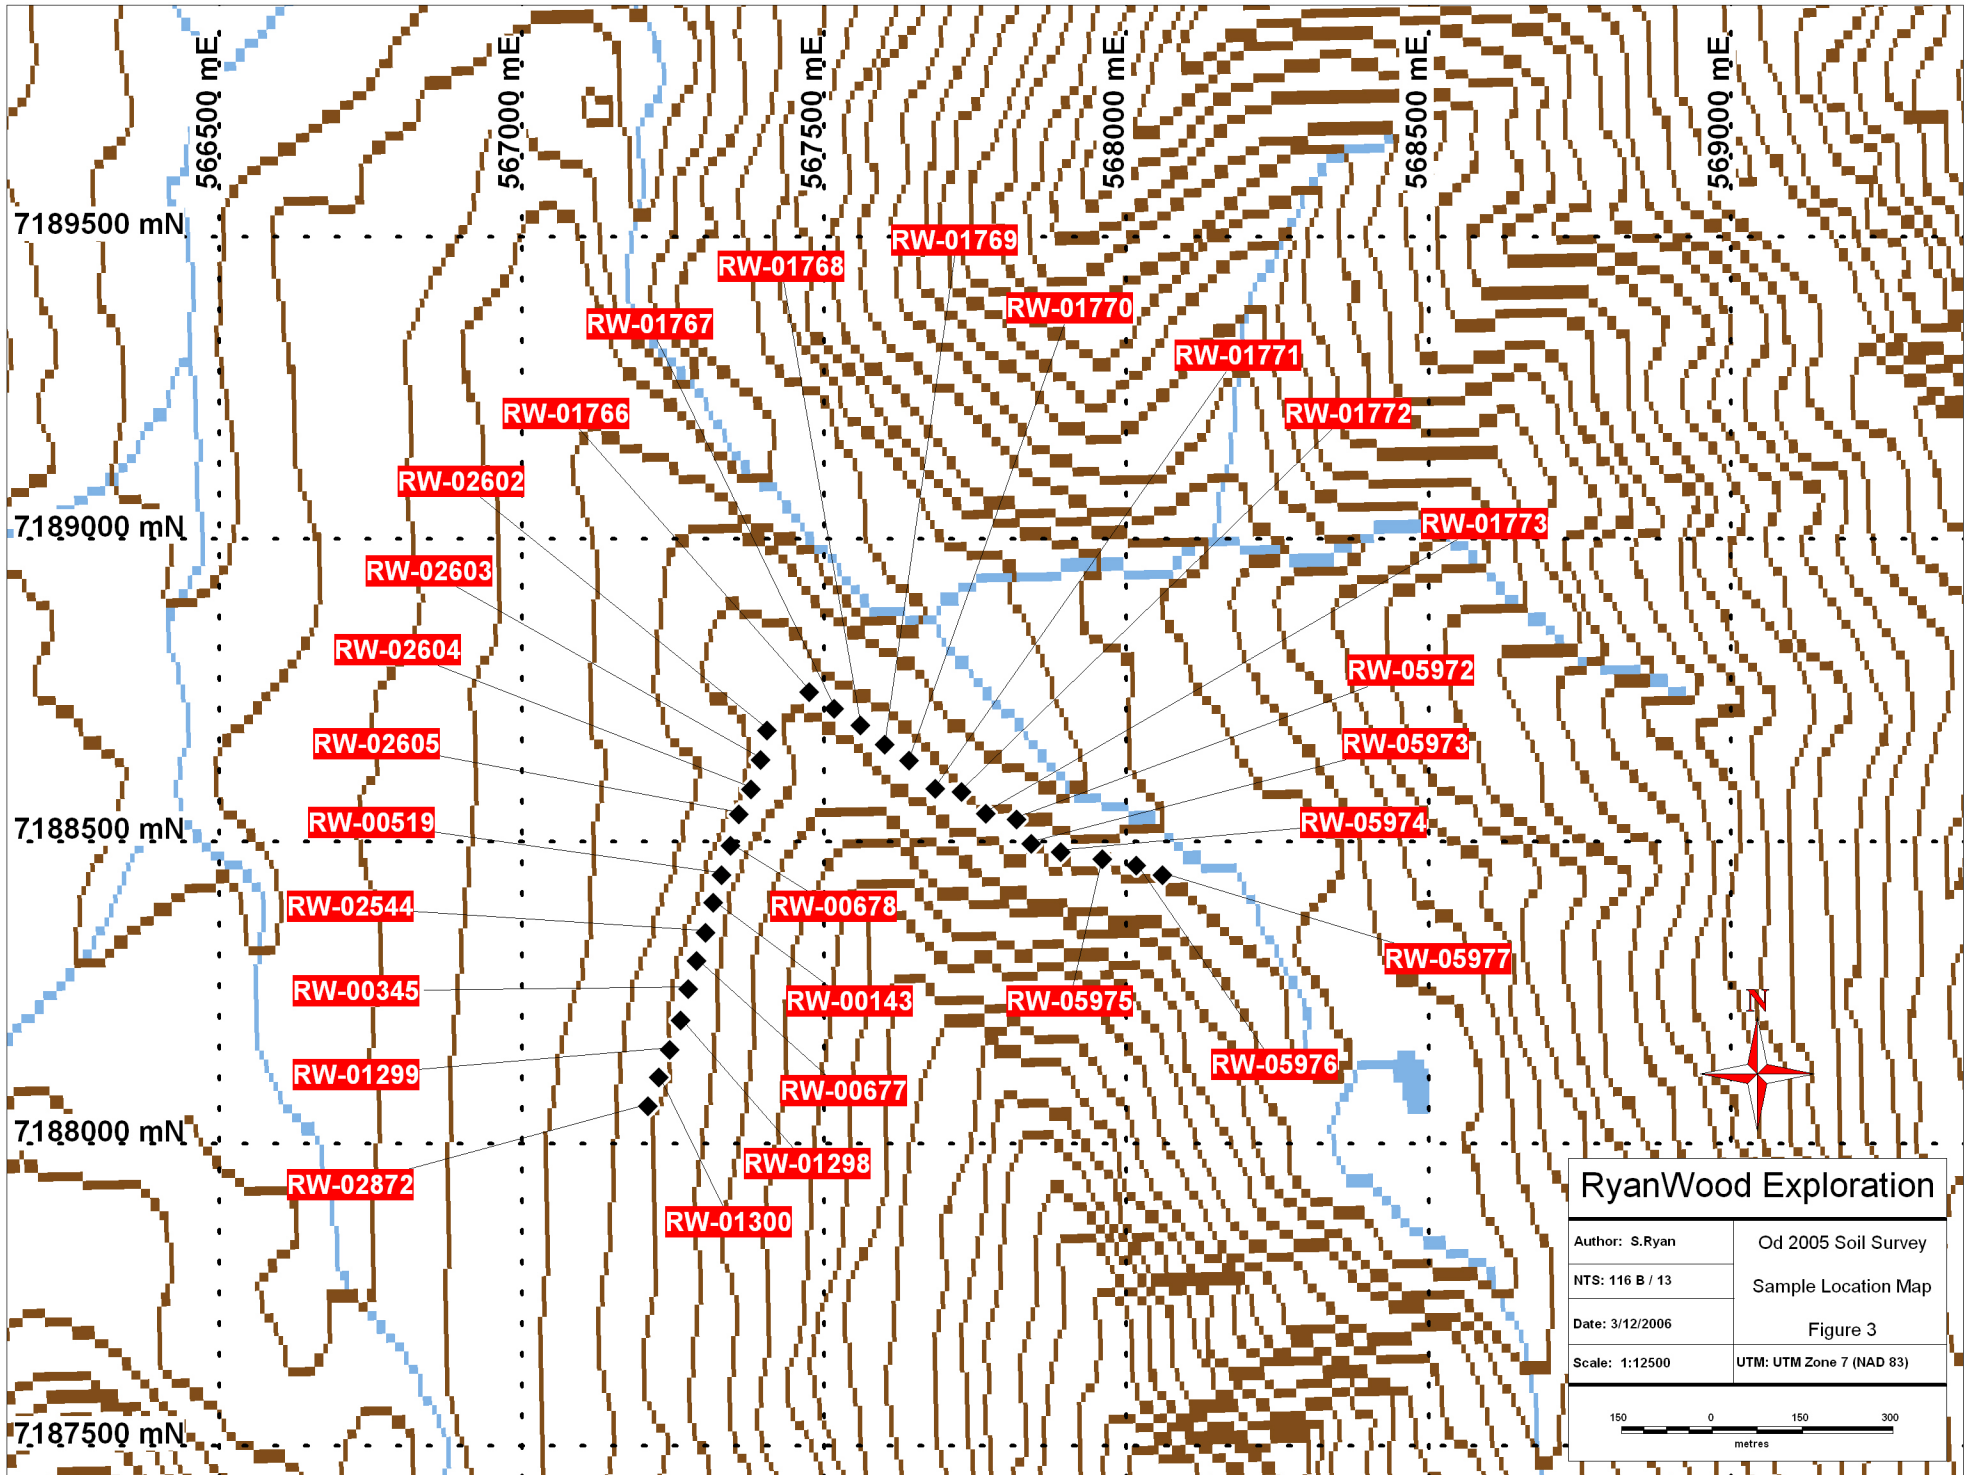 566500 mE
567000 mE
567500 mE
568000 mE
568500 mE
569000 mE
7189500 mN
RW-01769
RW-01768
RW-01770
RW-01767
RW-01771
RW-01766
RW-01772
RW-02602
7189000 mN
RW-01773
RW-02603
RW-02604
RW-05972
RW-02605
RW-05973
RW-00519
RW-05974
7188500 mN
RW-02544
RW-00678
RW-05977
RW-00345
RW-00143
RW-05975
RW-01299
RW-00677
RW-05976
7188000 mN
RW-01298
RW-02872
RW-01300
7187500 mN
N
RyanWood Exploration
Author: S.Ryan
NTS: 116 B / 13
Date: 3/12/2006
Scale: 1:12500
Od 2005 Soil Survey
Sample Location Map
Figure 3
UTM: UTM Zone 7 (NAD 83)
150 0 150 300
metres